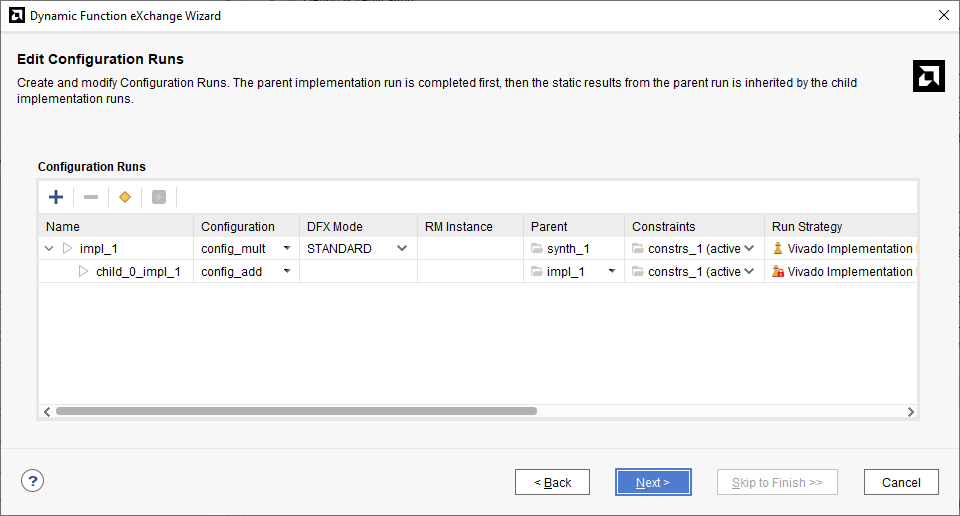 Dynamic Function eXchange Wizard
Edit Configuration Runs
Create and modify Configuration Runs. The parent implementation run is completed first, then the static results from the parent run is inherited by the child
implementation runs.
Configuration Runs
Name Configuration DFX Mode RM Instance Parent Constraints Run Strategy
impl_1 config_mult STANDARD synth_1 constrs_1 (active Vivado Implementation
child_0_impl_1 config_add impl_1 constrs_1 (active Vivado Implementation
? < Back Next > Skip to Finish >> Cancel